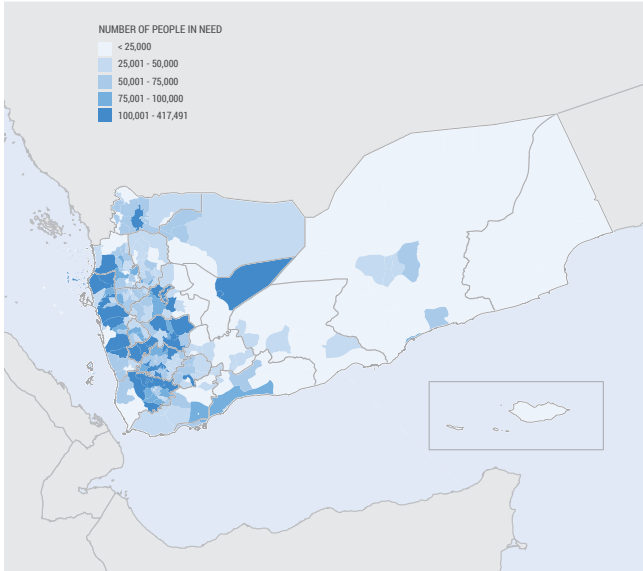 NUMBER OF PEOPLE IN NEED
< 25,000
25,001 - 50,000
50,001 - 75,000
75,001 - 100,000
100,001 - 417,491